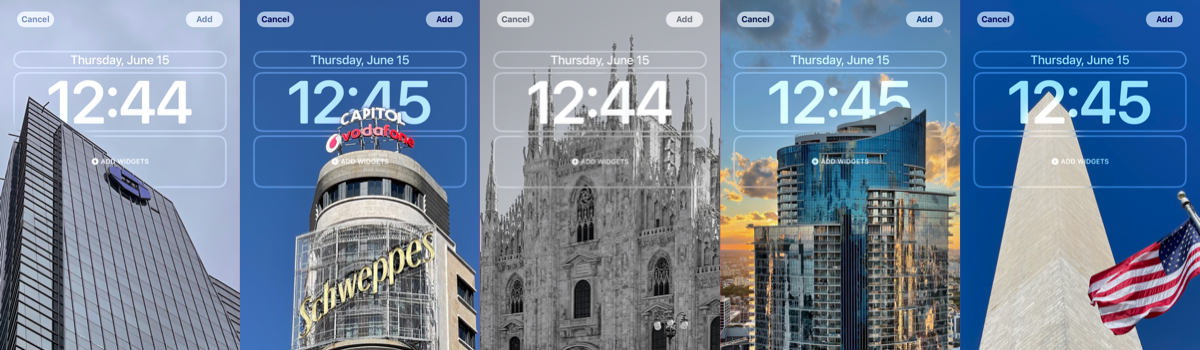 Cancel
Add
Thursday, June 15
12:44
ADD WIDGETS
Cancel
Add
Thursday, June 15
12:45
CAPITOL
vodafone
ADD WIDGETS
Schweppes
Cancel
Add
Thursday, June 15
12:44
ADD WIDGETS
Cancel
Add
Thursday, June 15
12:45
ADD WIDGETS
Cancel
Add
Thursday, June 15
12:45
ADD WIDGETS